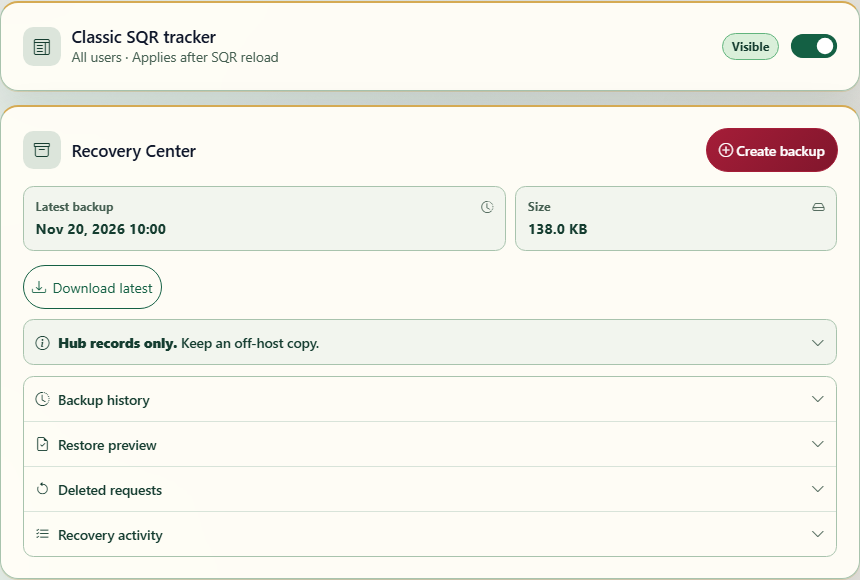 Classic SQR tracker
All users · Applies after SQR reload
Visible
Recovery Center
Create backup
Latest backup
Nov 20, 2026 10:00
Size
138.0 KB
Download latest
Hub records only. Keep an off-host copy.
Backup history
Restore preview
Deleted requests
Recovery activity